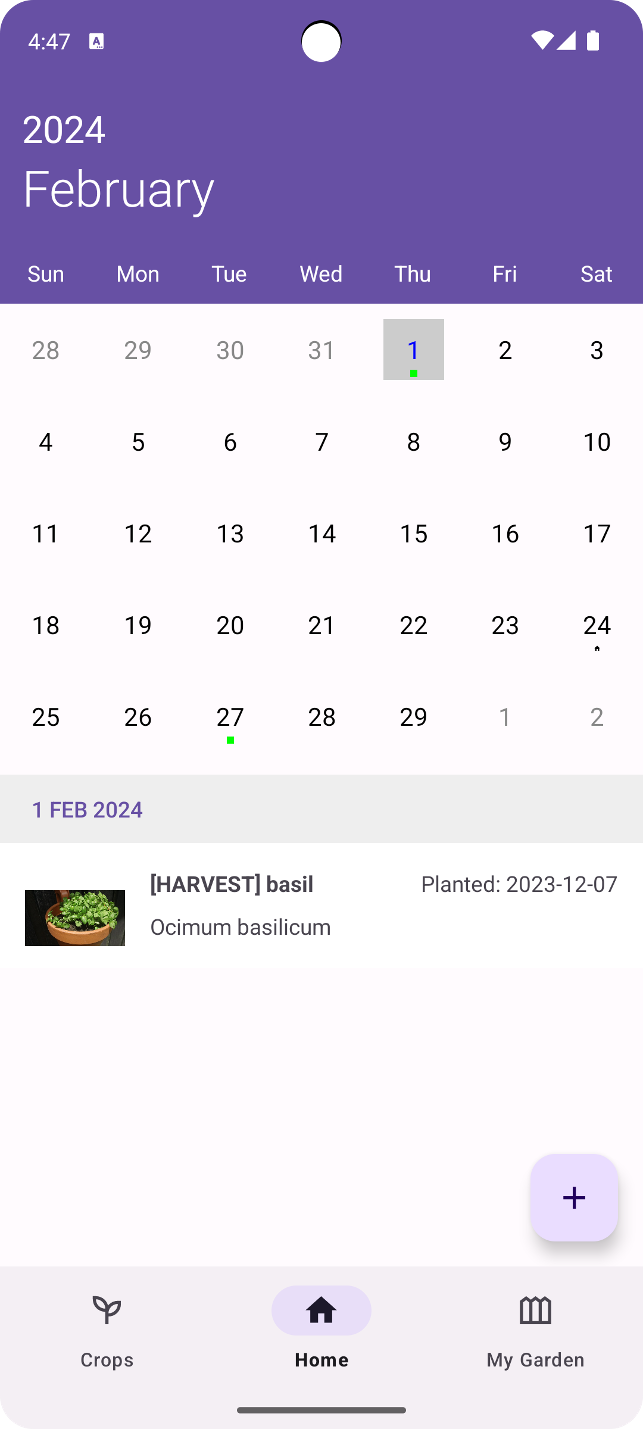 4:47
2024
February
Sun Mon Tue Wed Thu Fri Sat
28 29 30 31 1 2 3
4 5 6 7 8 9 10
11 12 13 14 15 16 17
18 19 20 21 22 23 24
25 26 27 28 29 1 2
1 FEB 2024
[HARVEST] basil Planted: 2023-12-07
Ocimum basilicum
+
Crops Home My Garden